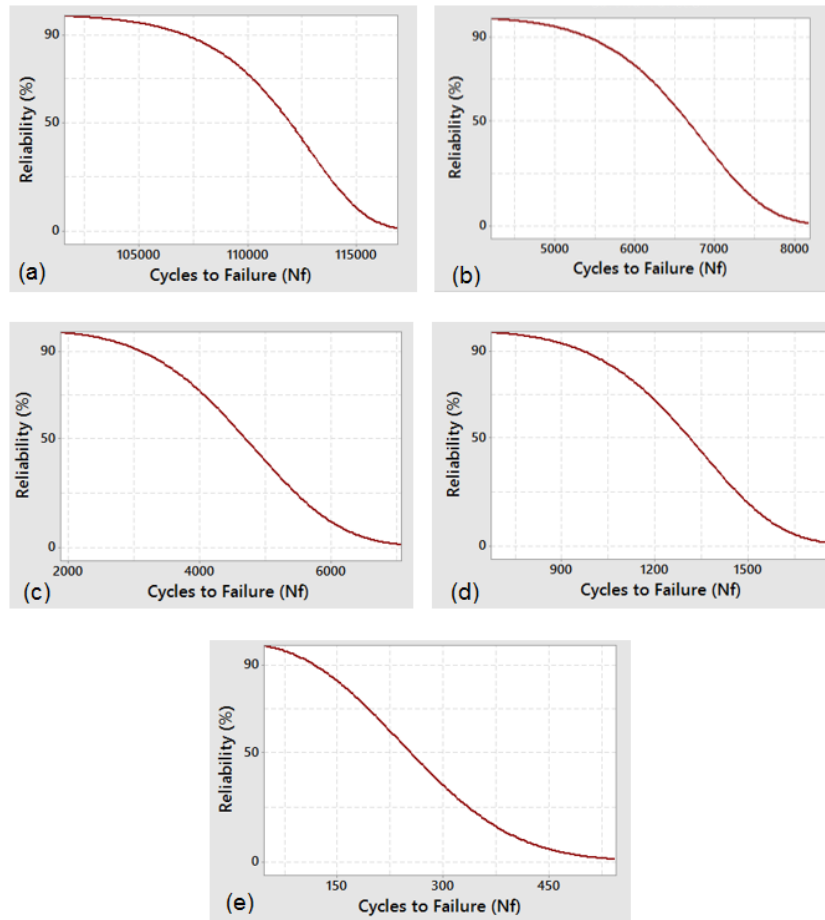 90
50
0
Reliability (%)
105000 110000 115000
(a) Cycles to Failure (Nf)
90
50
0
Reliability (%)
5000 6000 7000 8000
(b) Cycles to Failure (Nf)
90
50
0
Reliability (%)
2000 4000 6000
(c) Cycles to Failure (Nf)
90
50
0
Reliability (%)
900 1200 1500
(d) Cycles to Failure (Nf)
90
50
0
Reliability (%)
150 300 450
(e) Cycles to Failure (Nf)